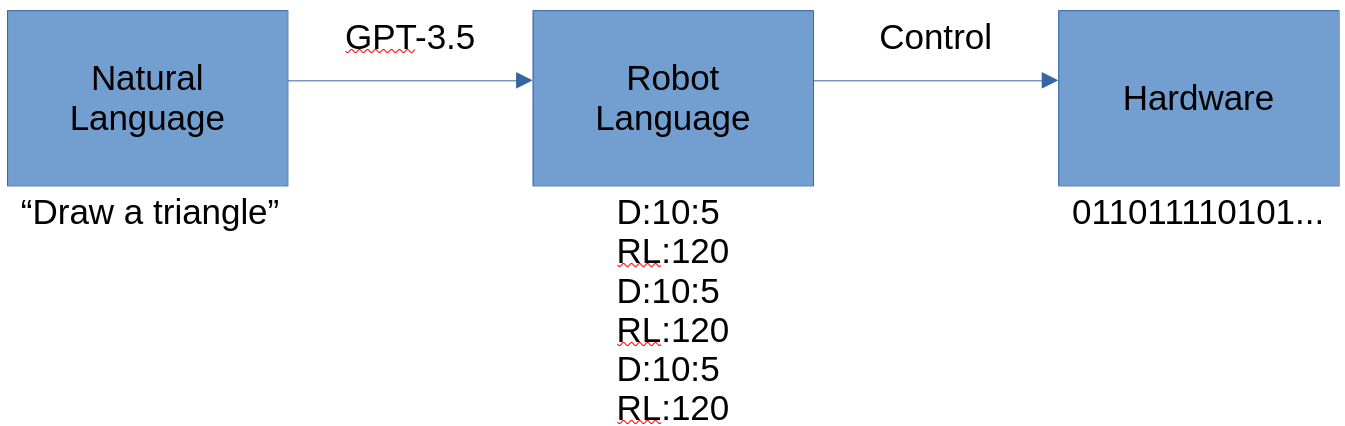 Natural
Language
GPT-3.5
Robot
Language
Control
Hardware
“Draw a triangle”
D:10:5
RL:120
D:10:5
RL:120
D:10:5
RL:120
011011110101...